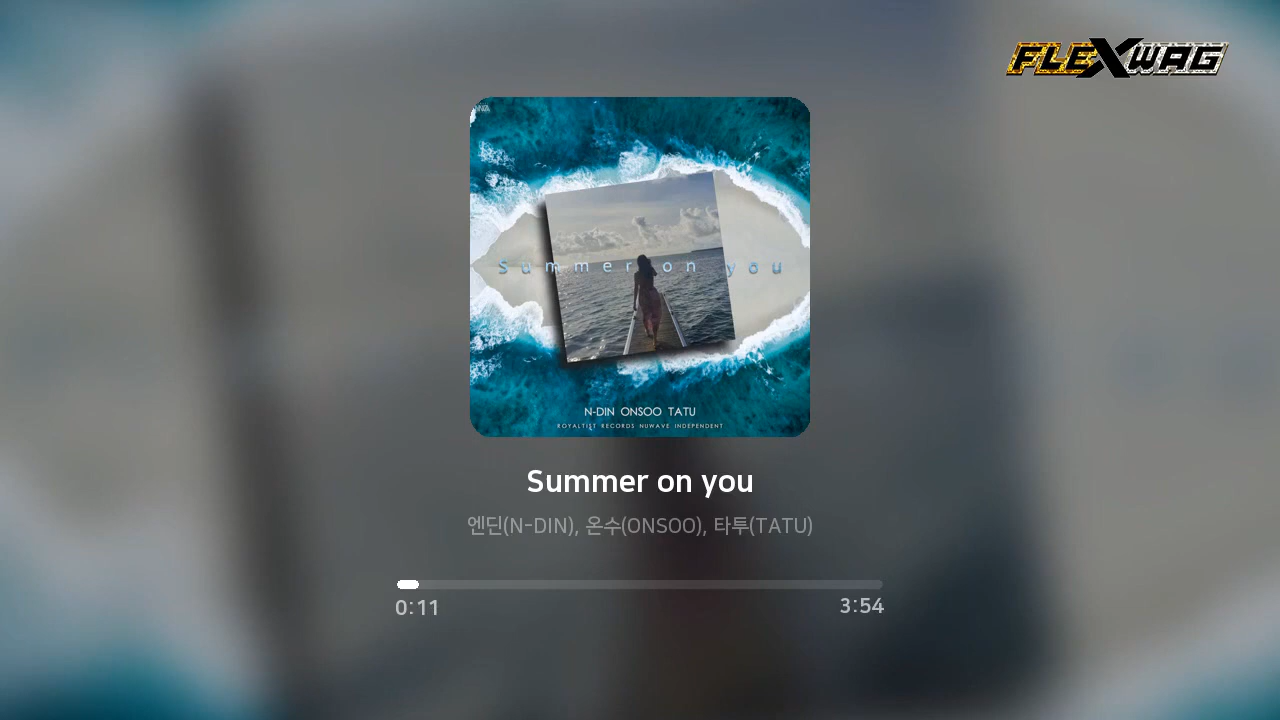 FLEXWAG
Summer on you
N-DIN ONSOO TATU
ROYALTIST RECORDS NUWAVE INDEPENDENT
Summer on you
엔딘(N-DIN), 온수(ONSOO), 타투(TATU)
0:11
3:54